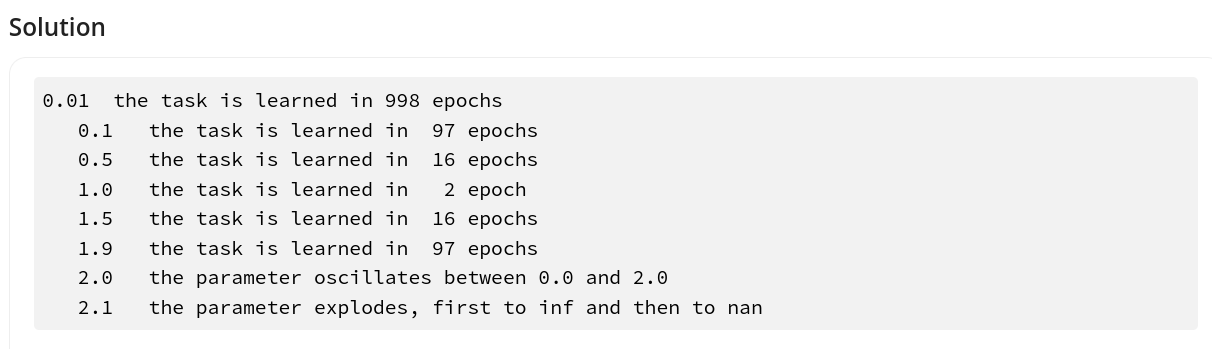 Solution
0.01  the task is learned in 998 epochs
   0.1   the task is learned in  97 epochs
   0.5   the task is learned in  16 epochs
   1.0   the task is learned in   2 epoch
   1.5   the task is learned in  16 epochs
   1.9   the task is learned in  97 epochs
   2.0   the parameter oscillates between 0.0 and 2.0
   2.1   the parameter explodes, first to inf and then to nan